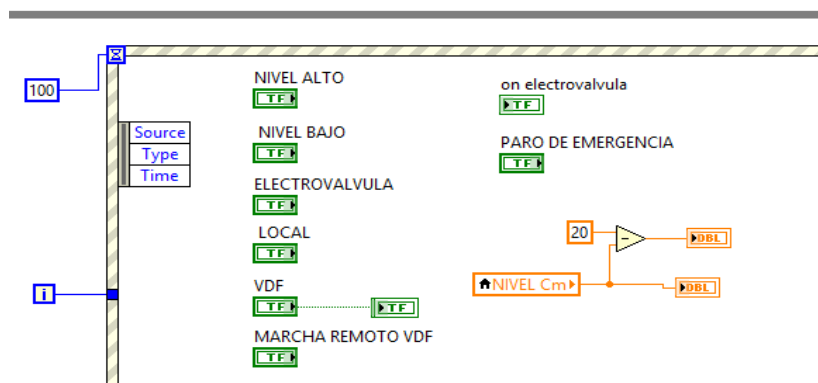 100
Source
Type
Time
i
NIVEL ALTO
TF
NIVEL BAJO
TF
ELECTROVALVULA
TF
LOCAL
TF
VDF
TF
TF
MARCHA REMOTO VDF
TF
on electrovalvula
TF
PARO DE EMERGENCIA
TF
20
-
DBL
NIVEL Cm
DBL